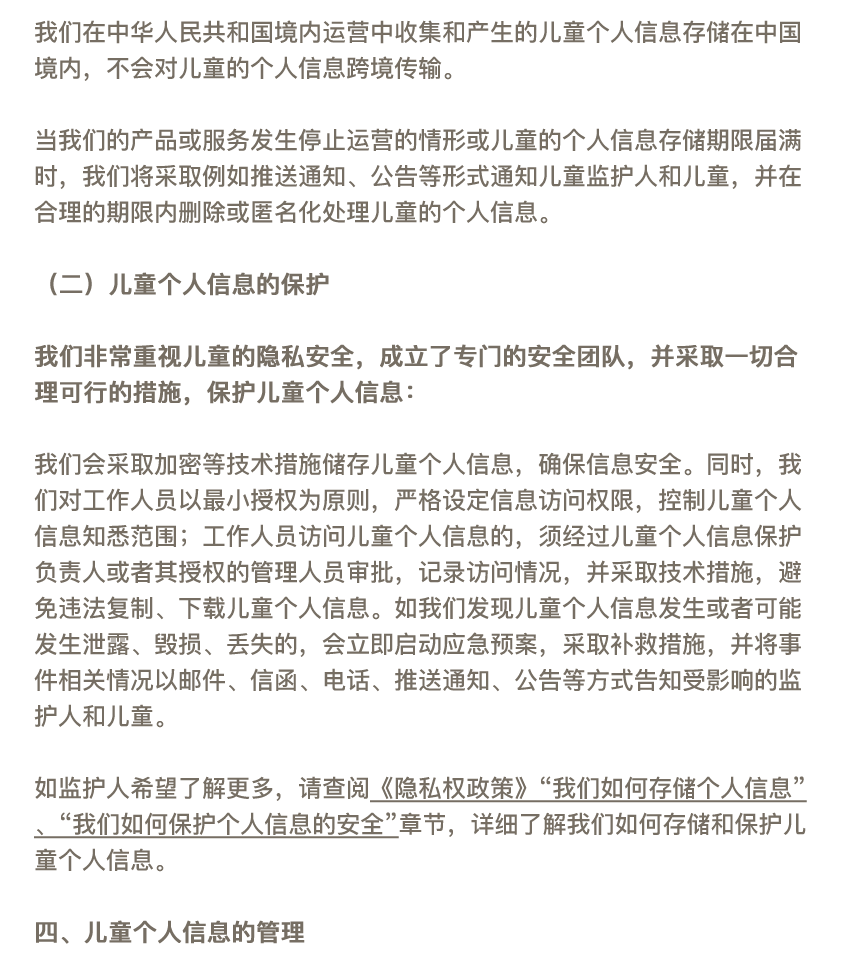 我们在中华人民共和国境内运营中收集和产生的儿童个人信息存储在中国
境内，不会对儿童的个人信息跨境传输。
当我们的产品或服务发生停止运营的情形或儿童的个人信息存储期限届满
时，我们将采取例如推送通知、公告等形式通知儿童监护人和儿童，并在
合理的期限内删除或匿名化处理儿童的个人信息。
（二）儿童个人信息的保护
我们非常重视儿童的隐私安全，成立了专门的安全团队，并采取一切合
理可行的措施，保护儿童个人信息：
我们会采取加密等技术措施储存儿童个人信息，确保信息安全。同时，我
们对工作人员以最小授权为原则，严格设定信息访问权限，控制儿童个人
信息知悉范围；工作人员访问儿童个人信息的，须经过儿童个人信息保护
负责人或者其授权的管理人员审批，记录访问情况，并采取技术措施，避
免违法复制、下载儿童个人信息。如我们发现儿童个人信息发生或者可能
发生泄露、毁损、丢失的，会立即启动应急预案，采取补救措施，并将事
件相关情况以邮件、信函、电话、推送通知、公告等方式告知受影响的监
护人和儿童。
如监护人希望了解更多，请查阅《隐私权政策》“我们如何存储个人信息”
、“我们如何保护个人信息的安全”章节，详细了解我们如何存储和保护儿
童个人信息。
四、儿童个人信息的管理